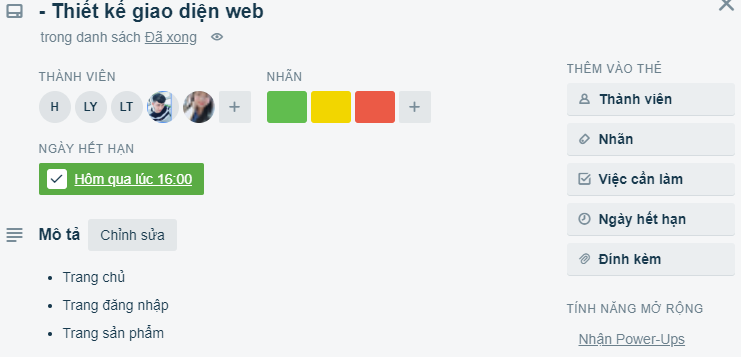 - Thiết kế giao diện web
trong danh sách Đã xong
THÀNH VIÊN
H LY LT +
NHÃN
+
NGÀY HẾT HẠN
Hôm qua lúc 16:00
Mô tả Chỉnh sửa
• Trang chủ
• Trang đăng nhập
• Trang sản phẩm
THÊM VÀO THẺ
Thành viên
Nhãn
Việc cần làm
Ngày hết hạn
Đính kèm
TÍNH NĂNG MỞ RỘNG
Nhận Power-Ups